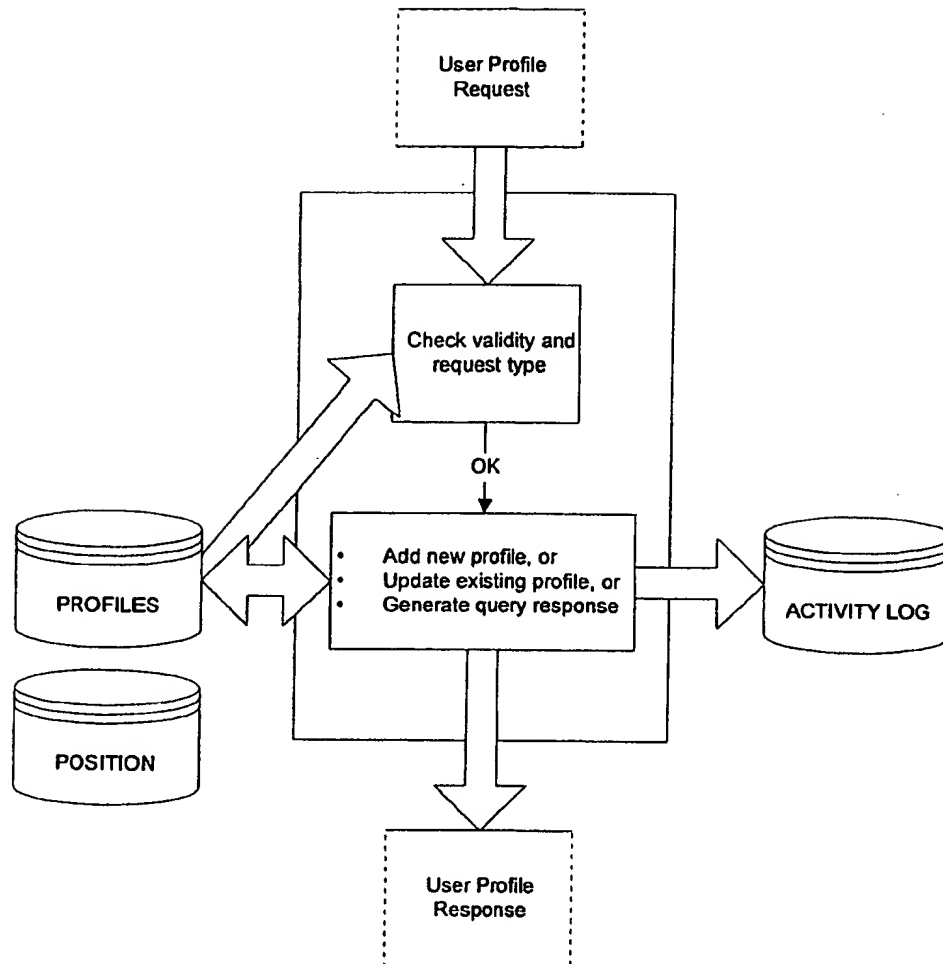 User Profile
Request
Check validity and
request type
OK
• Add new profile, or
• Update existing profile, or
• Generate query response
PROFILES
ACTIVITY LOG
POSITION
User Profile
Response